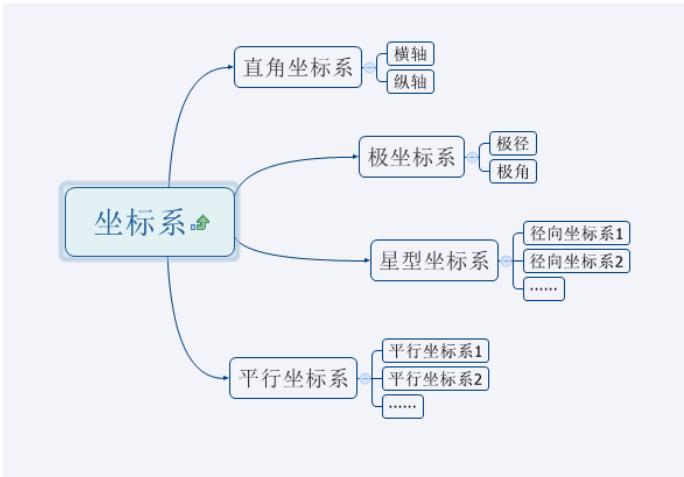 直角坐标系
横轴
纵轴
极坐标系
极径
极角
坐标系
星型坐标系
径向坐标系1
径向坐标系2
……
平行坐标系
平行坐标系1
平行坐标系2
……